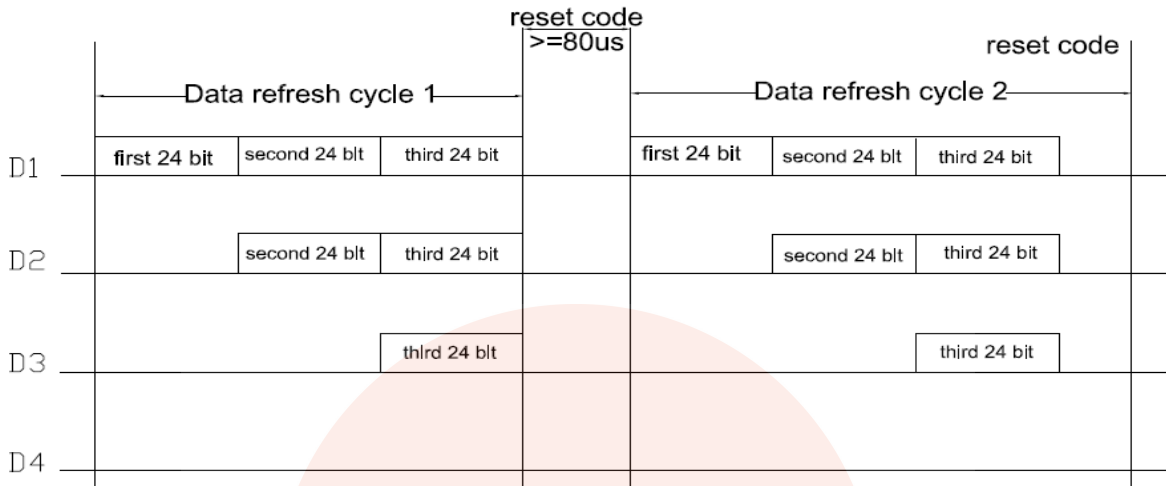 reset code
>=80us
reset code
Data refresh cycle 1
Data refresh cycle 2
D1 first 24 bit second 24 blt third 24 bit first 24 bit second 24 blt third 24 bit
D2 second 24 blt third 24 bit second 24 blt third 24 bit
D3 thlrd 24 blt third 24 bit
D4